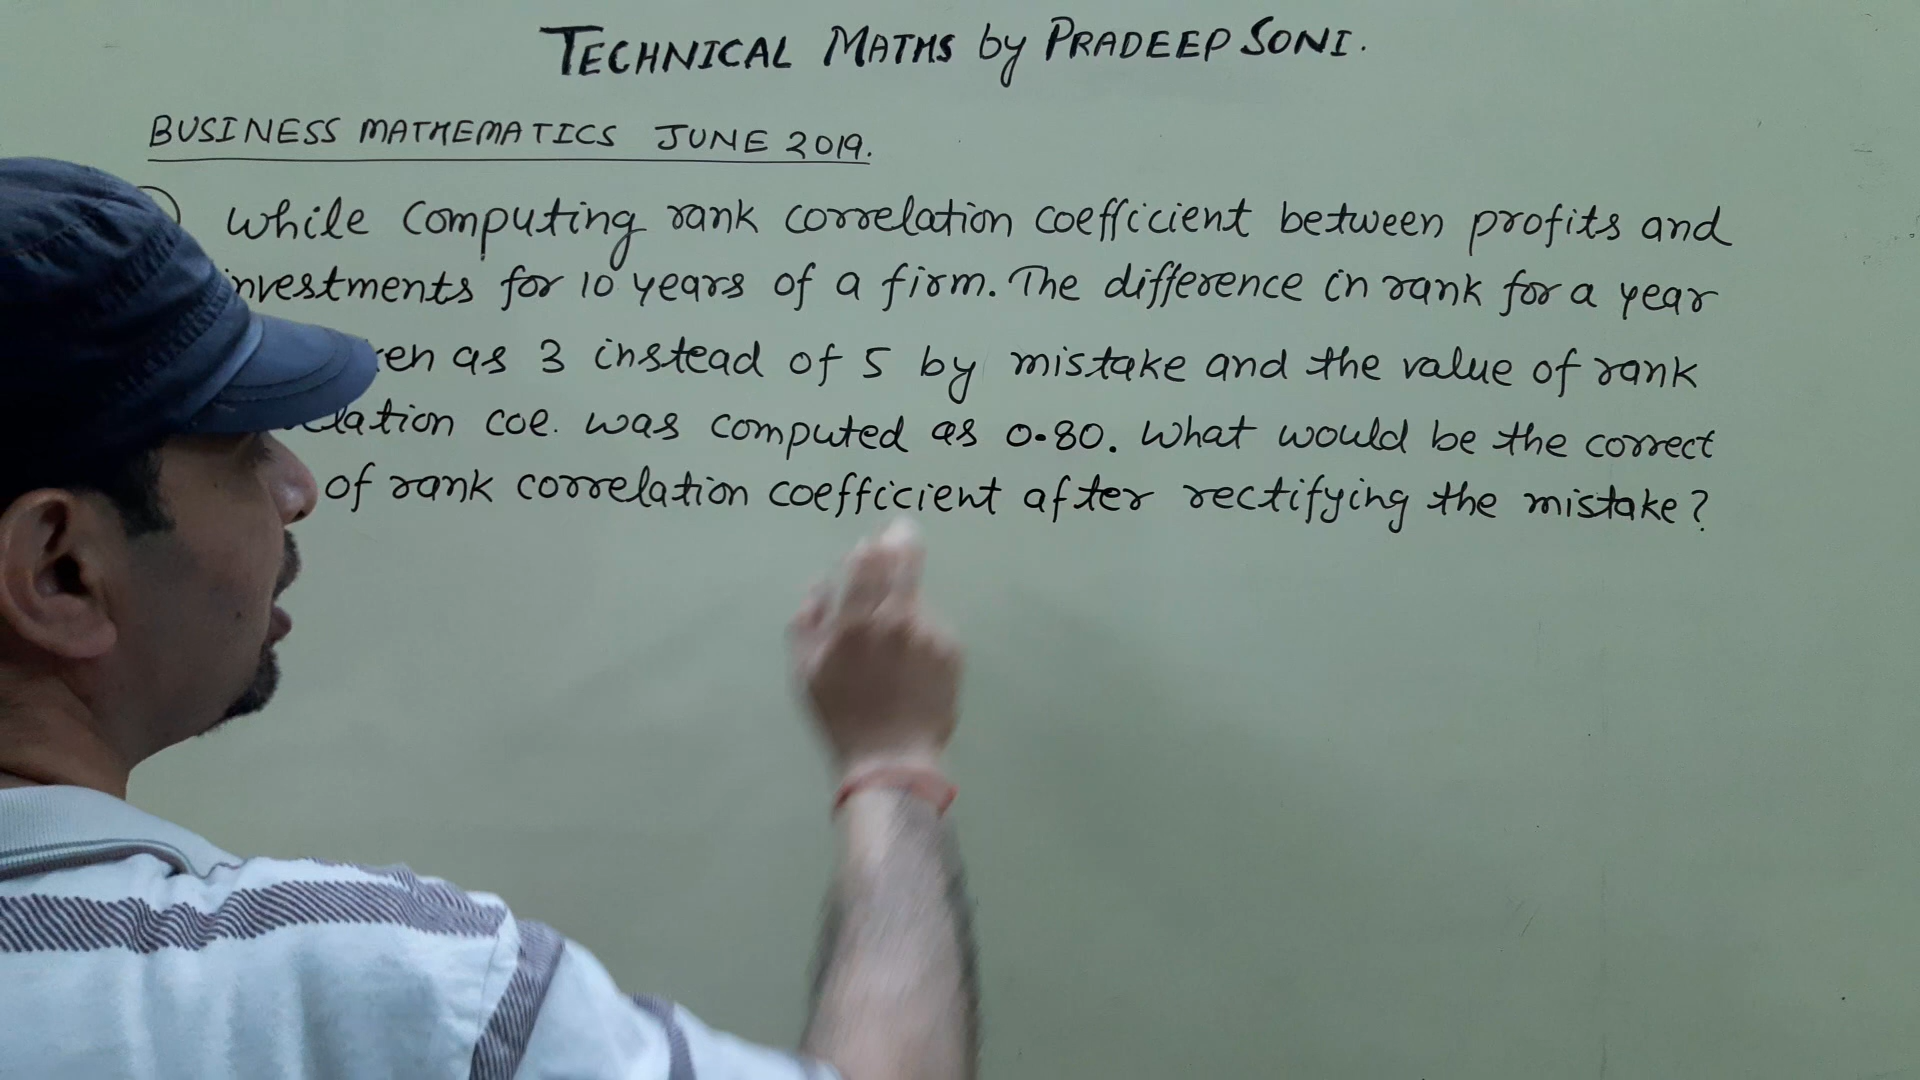 TECHNICAL MATHS by PRADEEP SONI.
BUSINESS MATHEMATICS JUNE 2019.
While computing rank correlation coefficient between profits and
nvestments for 10 years of a firm. The difference in rank for a year
en as 3 instead of 5 by mistake and the value of rank
lation coe. was computed as 0.80. What would be the correct
of rank correlation coefficient after rectifying the mistake?